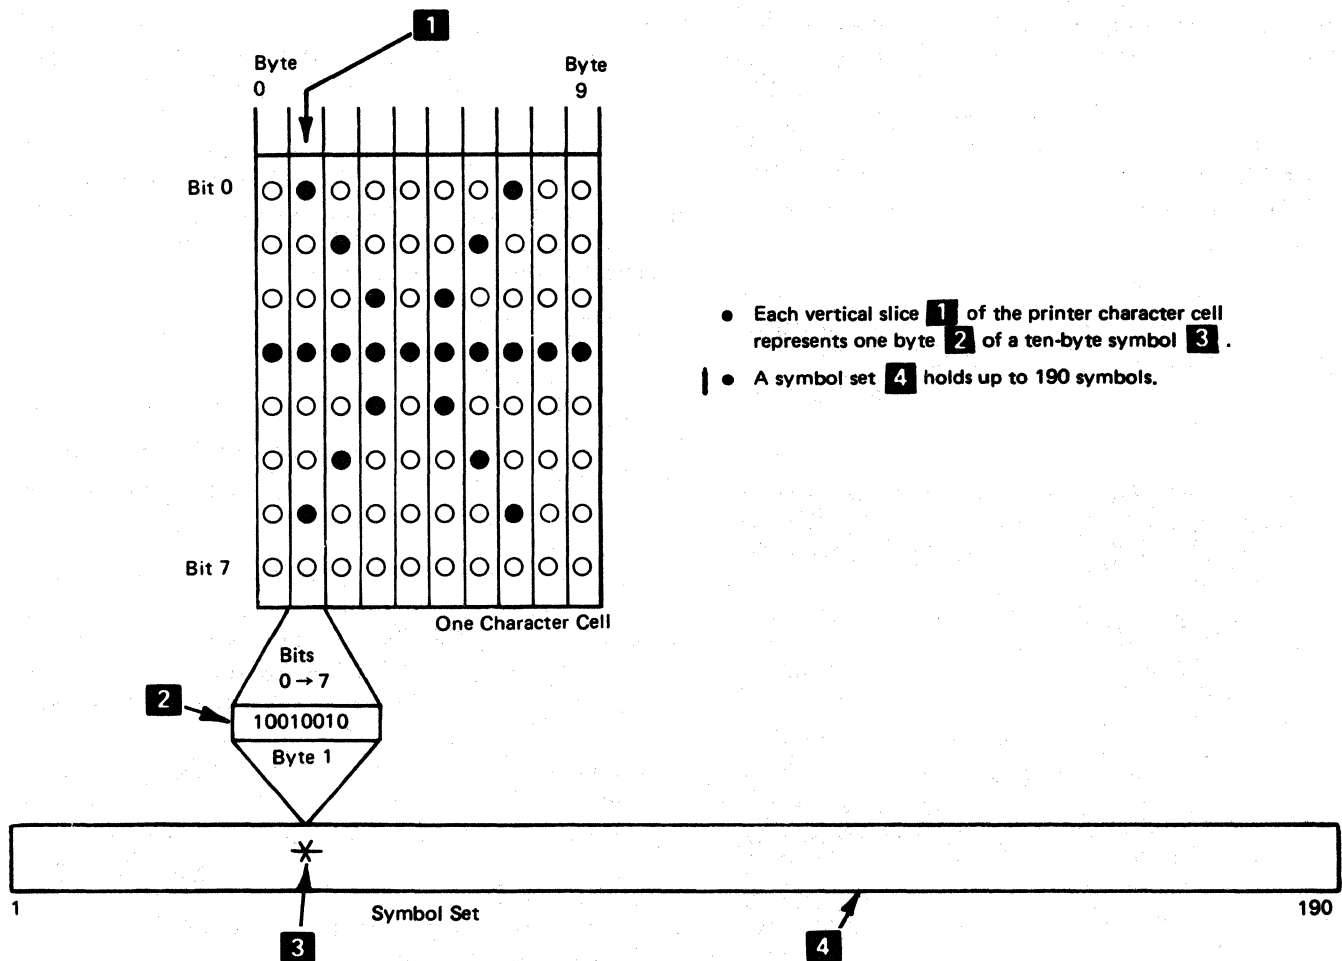 1
Byte
0
Byte
9
Bit 0
Bit 7
One Character Cell
• Each vertical slice 1 of the printer character cell
represents one byte 2 of a ten-byte symbol 3 .
• A symbol set 4 holds up to 190 symbols.
Bits
0 → 7
2
10010010
Byte 1
1
Symbol Set
190
3
4